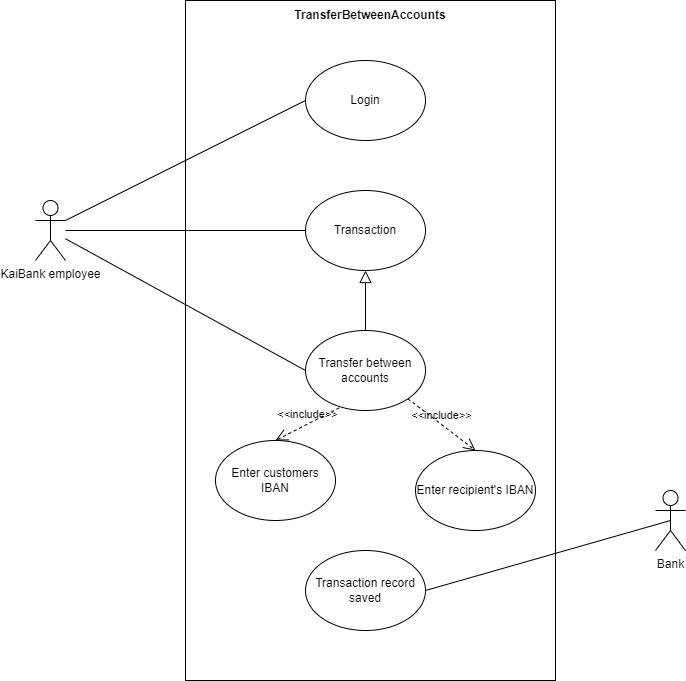 TransferBetweenAccounts
Login
Transaction
KaiBank employee
Transfer between
accounts
<<include>>
<<include>>
Enter customers
IBAN
Enter recipient's IBAN
Transaction record
saved
Bank